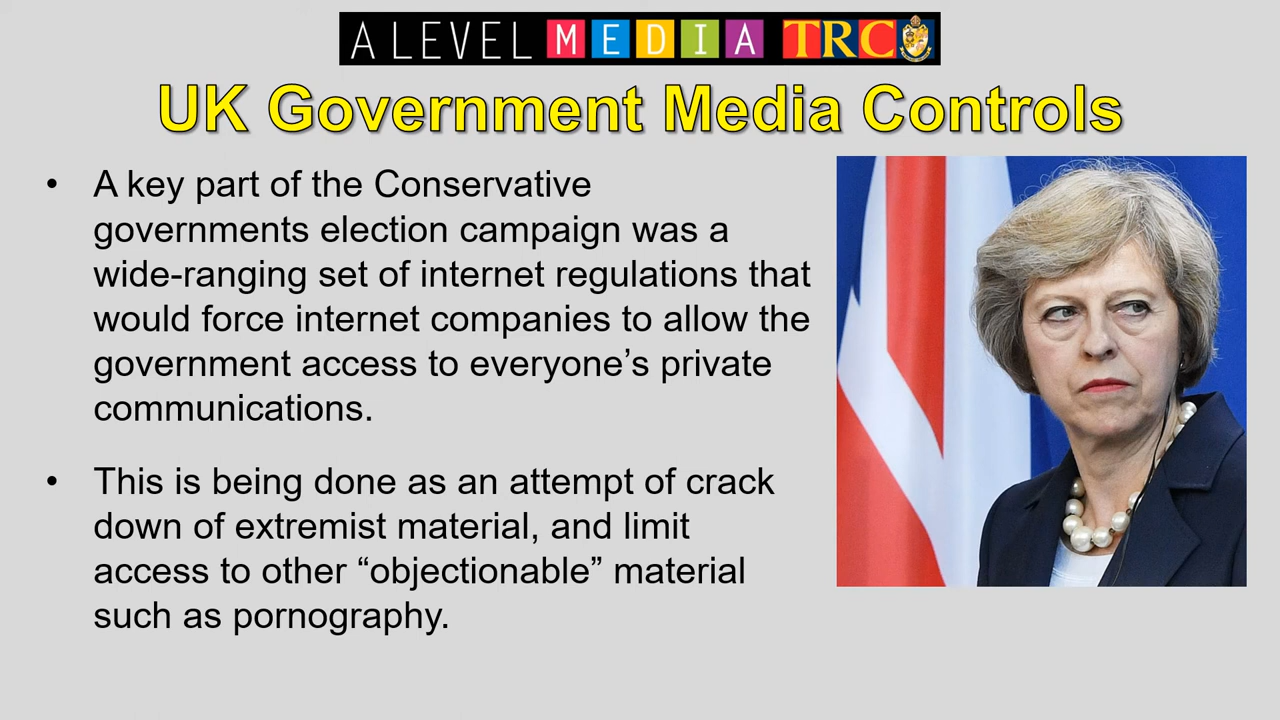 A LEVEL MEDIA TRC
UK Government Media Controls
• A key part of the Conservative
governments election campaign was a
wide-ranging set of internet regulations that
would force internet companies to allow the
government access to everyone’s private
communications.
• This is being done as an attempt of crack
down of extremist material, and limit
access to other “objectionable” material
such as pornography.